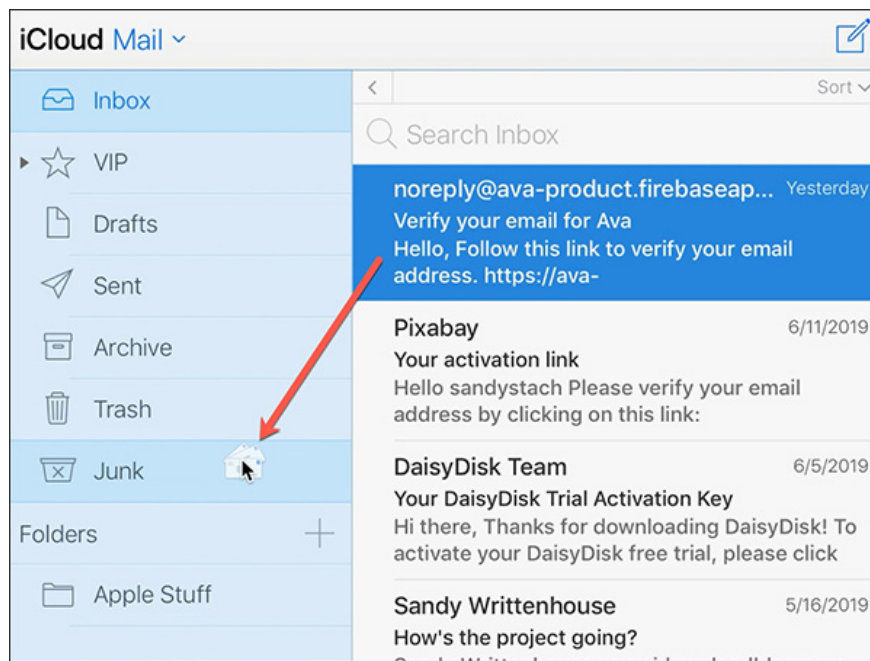 iCloud Mail
Inbox
VIP
Drafts
Sent
Archive
Trash
Junk
Folders
Apple Stuff
Sort
Search Inbox
noreply@ava-product.firebaseap... Yesterday
Verify your email for Ava
Hello, Follow this link to verify your email
address. https://ava-
Pixabay 6/11/2019
Your activation link
Hello sandystach Please verify your email
address by clicking on this link:
DaisyDisk Team 6/5/2019
Your DaisyDisk Trial Activation Key
Hi there, Thanks for downloading DaisyDisk! To
activate your DaisyDisk free trial, please click
Sandy Writtenhouse 5/16/2019
How's the project going?